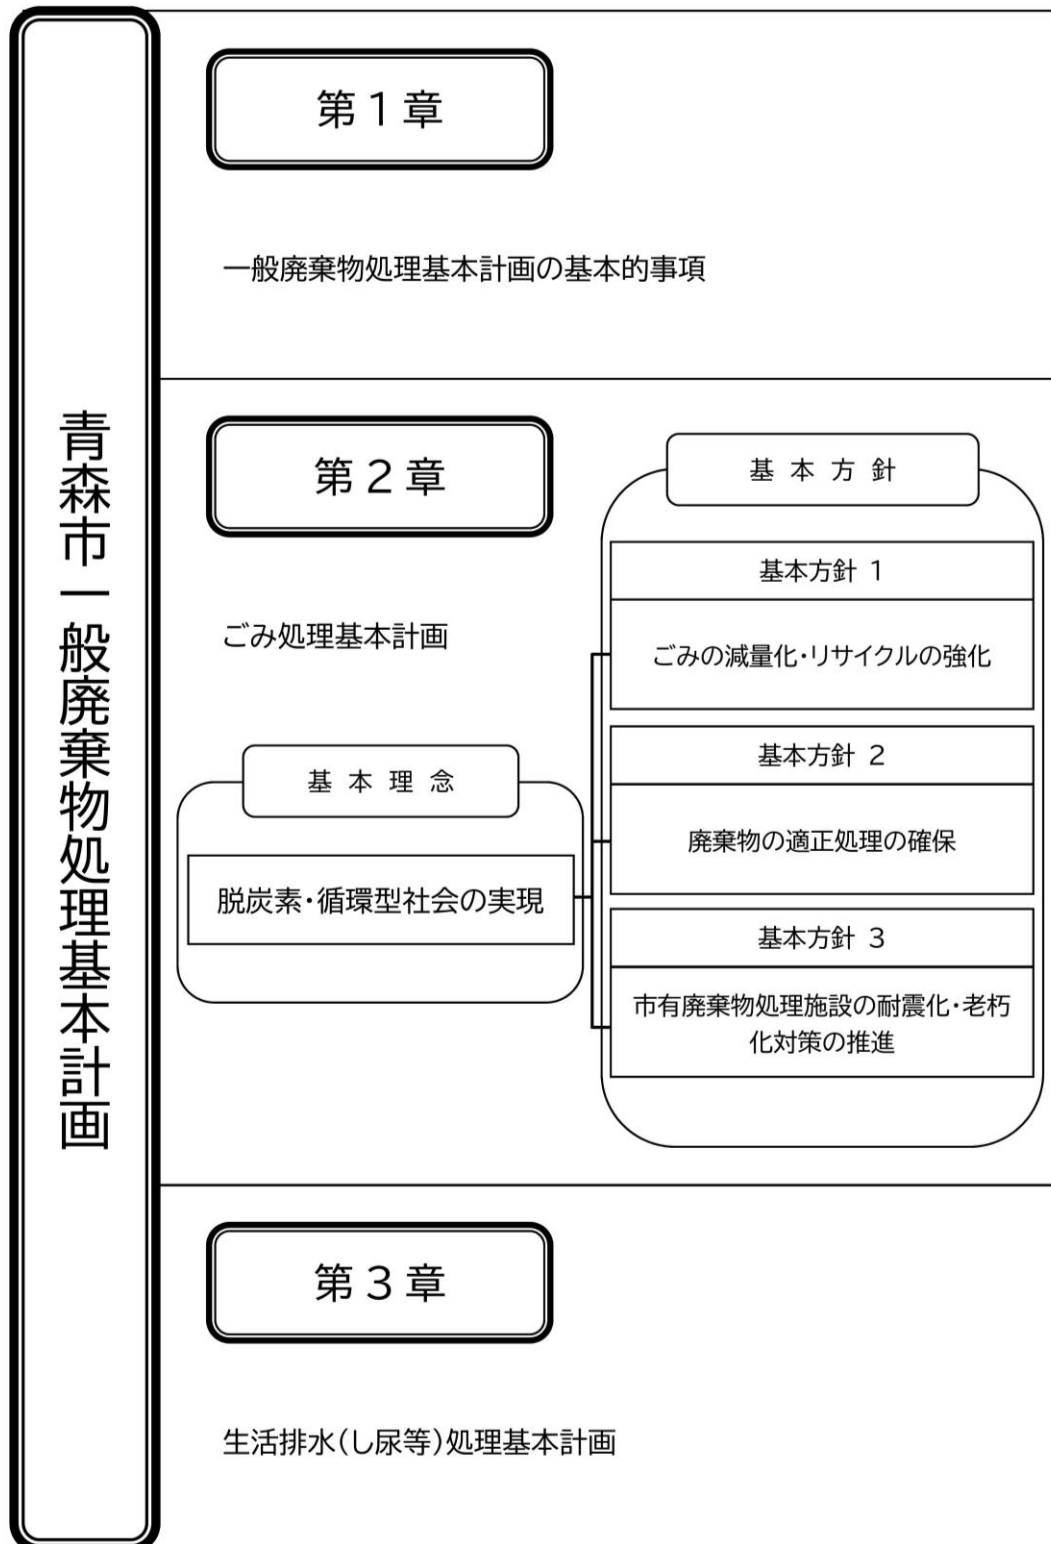 青森市一般廃棄物処理基本計画
第1章
一般廃棄物処理基本計画の基本的事項
第2章
ごみ処理基本計画
基本理念
脱炭素・循環型社会の実現
基本方針
基本方針 1
ごみの減量化・リサイクルの強化
基本方針 2
廃棄物の適正処理の確保
基本方針 3
市有廃棄物処理施設の耐震化・老朽
化対策の推進
第3章
生活排水(し尿等)処理基本計画